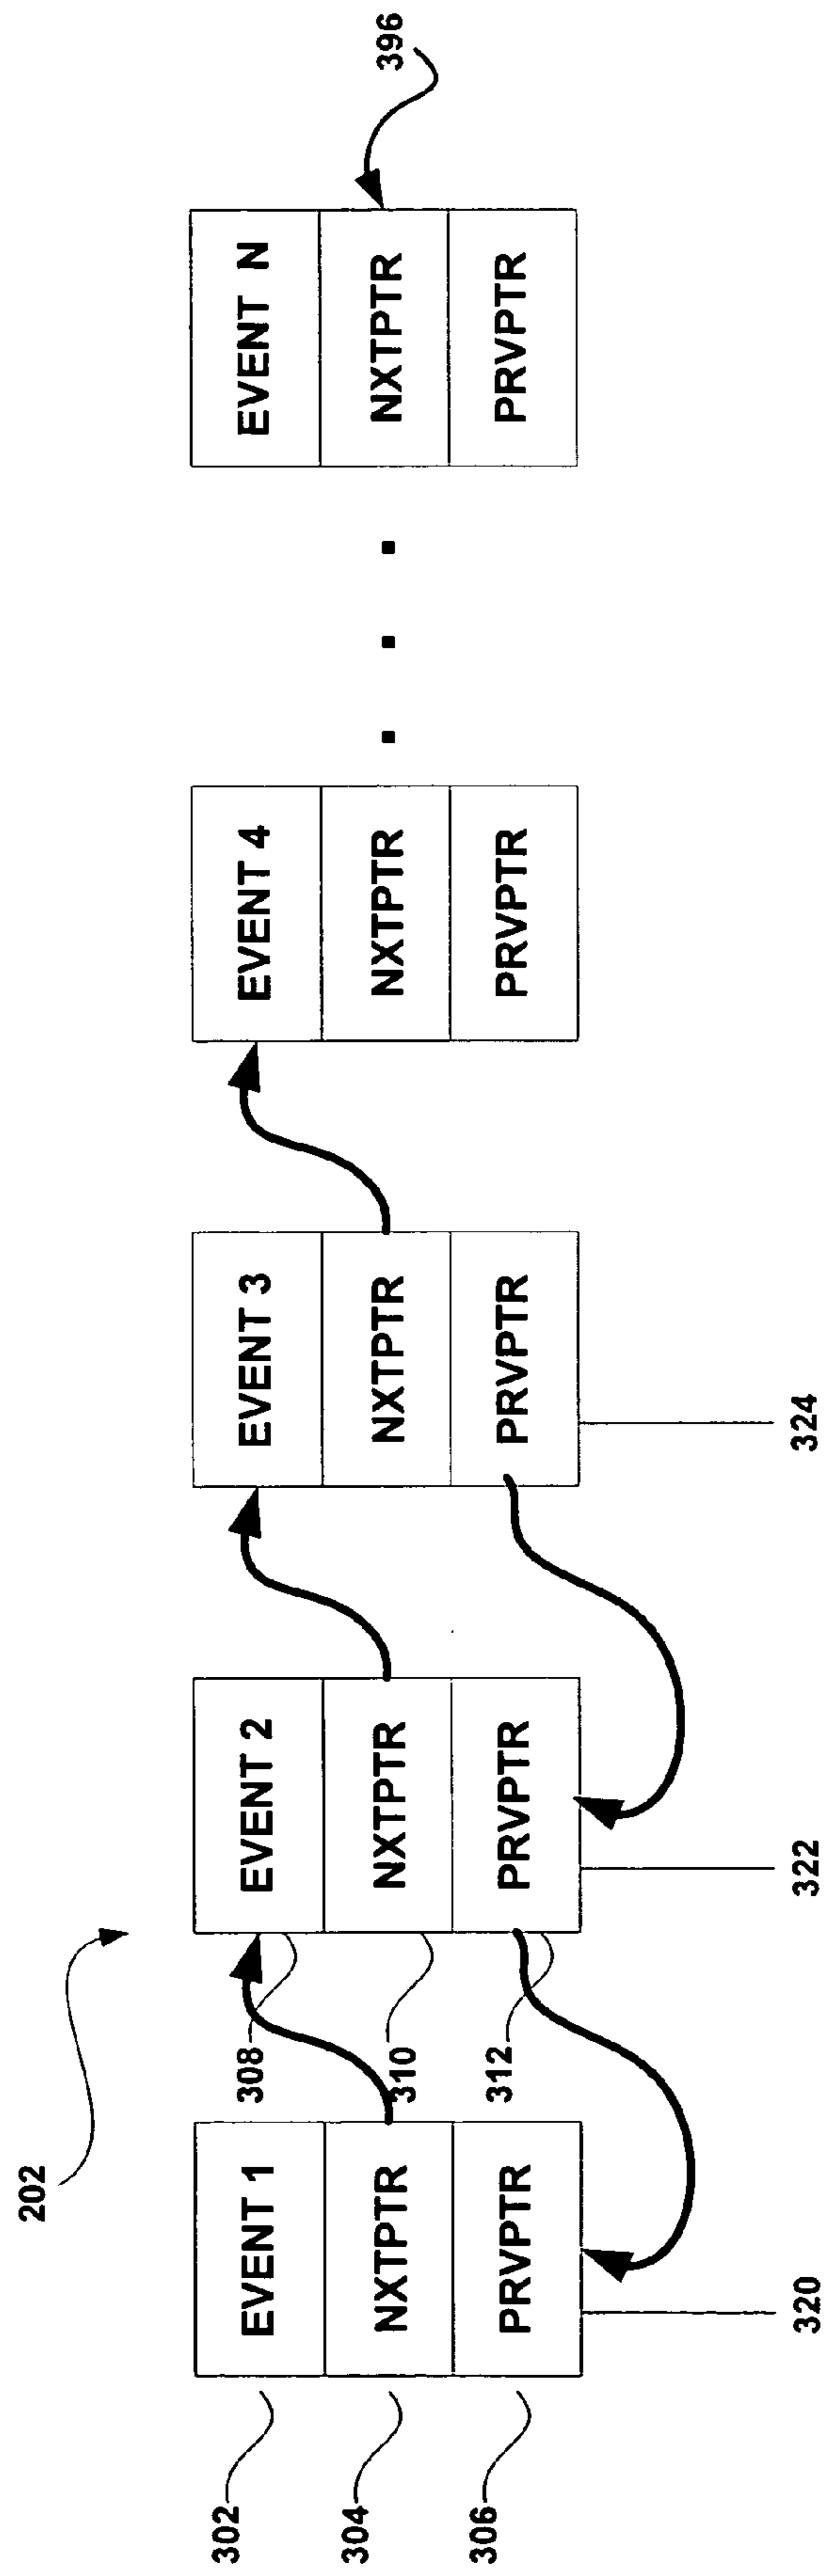 202
396
EVENT 1
NXTPTR
PRVPTR
302
304
306
320
EVENT 2
NXTPTR
PRVPTR
308
310
312
322
EVENT 3
NXTPTR
PRVPTR
324
EVENT 4
NXTPTR
PRVPTR
. . .
EVENT N
NXTPTR
PRVPTR